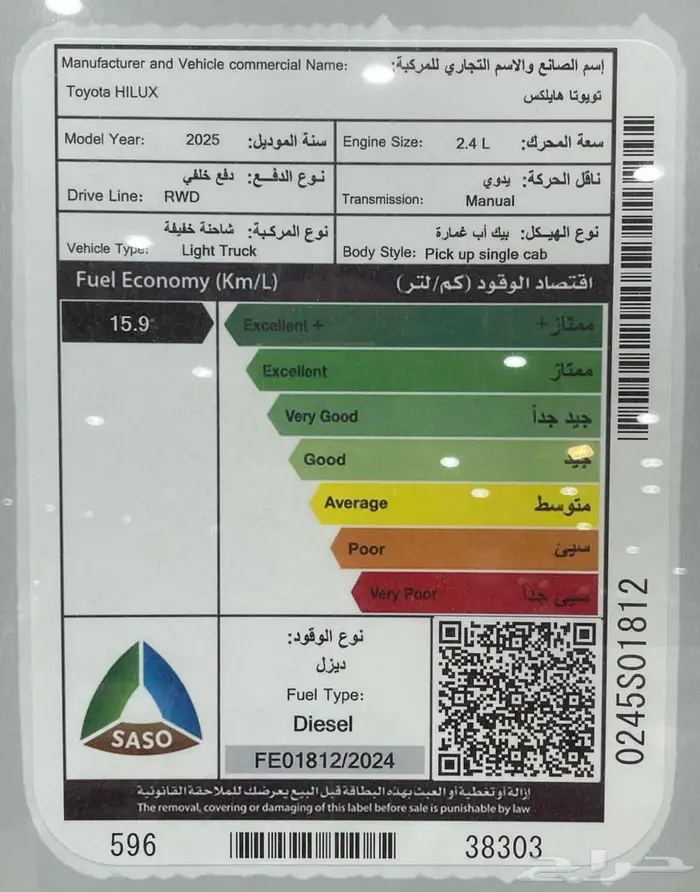 Manufacturer and Vehicle commercial Name: إسم الصانع والاسم التجاري للمركبة:
Toyota HILUX تويوتا هايلكس
Model Year: 2025 سنة الموديل:
Engine Size: 2.4 L سعة المحرك:
نوع الدفع: دفع خلفي
Drive Line: RWD
ناقل الحركة: يدوي
Transmission: Manual
نوع المركبة: شاحنة خفيفة
Vehicle Type: Light Truck
نوع الهيكل: بيك أب غمارة
Body Style: Pick up single cab
Fuel Economy (Km/L) اقتصاد الوقود (كم/لتر)
15.9
Excellent + ممتاز +
Excellent ممتاز
Very Good جيد جداً
Good جيد
Average متوسط
Poor سيئ
Very Poor سيئ جداً
SASO
نوع الوقود:
ديزل
Fuel Type:
Diesel
FE01812/2024
إزالة أو تغطية أو العبث بهذه البطاقة قبل البيع يعرضك للملاحقة القانونية
The removal, covering or damaging of this label before sale is punishable by law
596 38303
0245S01812
حراج